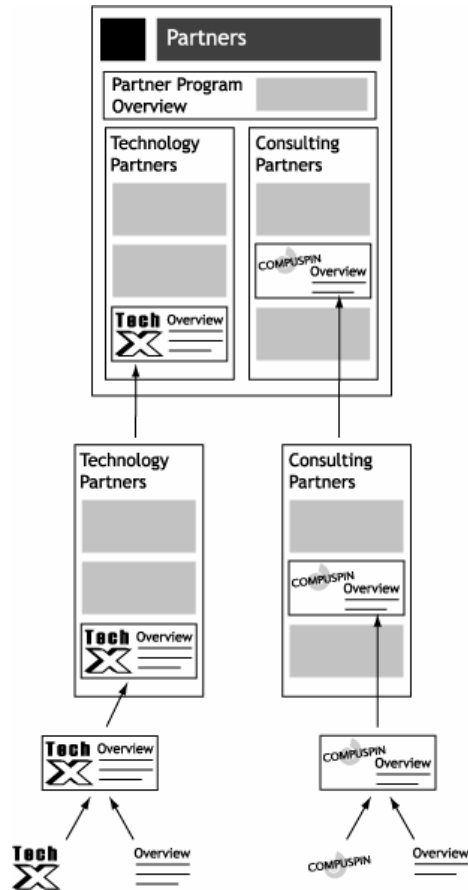 Partners
Partner Program
Overview
Technology
Partners
Consulting
Partners
COMPUSPIN
Overview
Tech
X
Overview
Technology
Partners
Consulting
Partners
COMPUSPIN
Overview
Tech
X
Overview
Tech
X
Overview
COMPUSPIN
Overview
Tech
X
Overview
COMPUSPIN
Overview